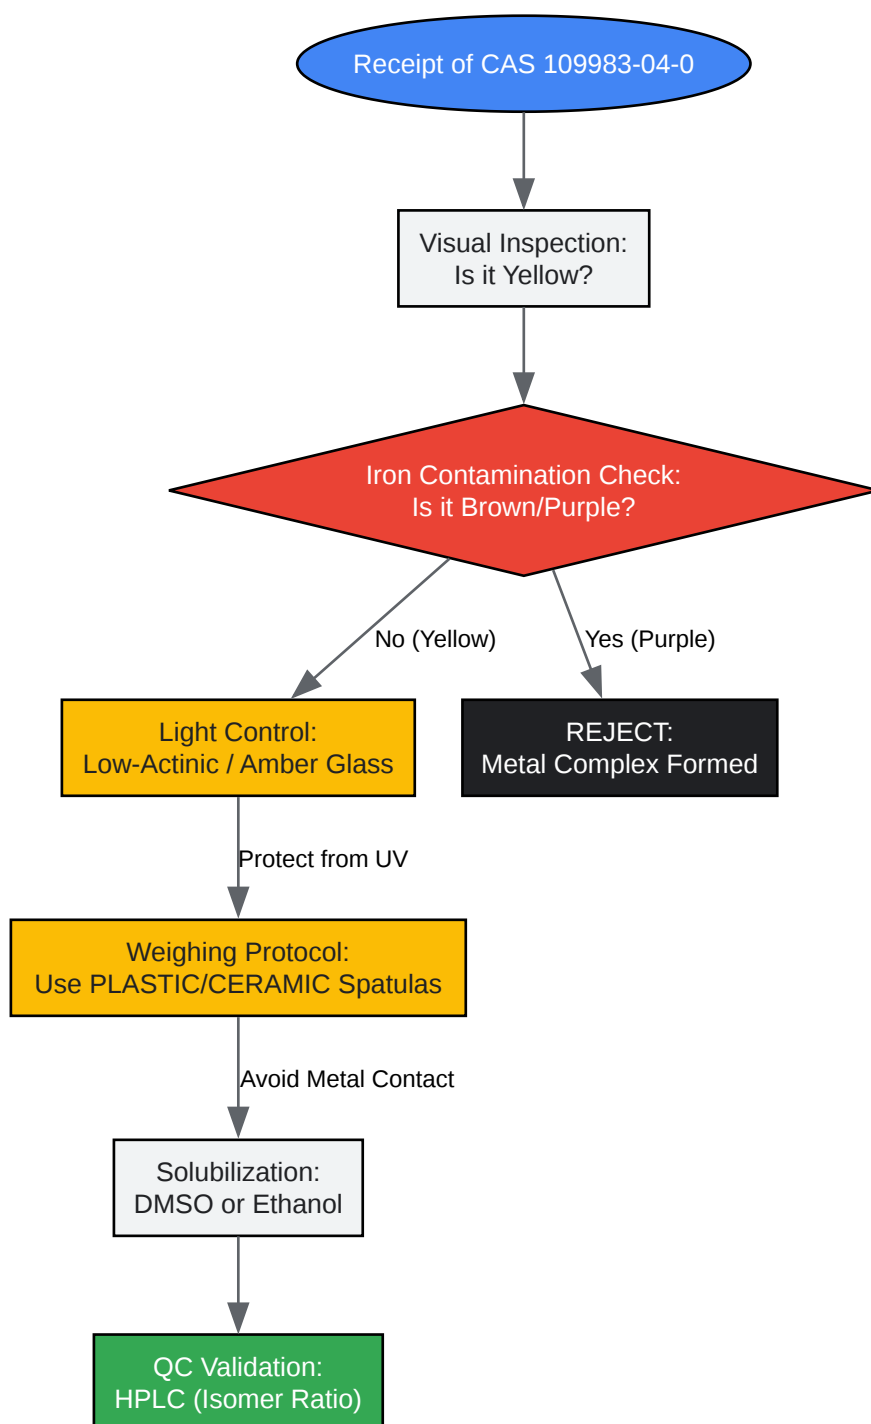 Receipt of CAS 109983-04-0
Visual Inspection:
Is it Yellow?
Iron Contamination Check:
Is it Brown/Purple?
No (Yellow)
Yes (Purple)
Light Control:
Low-Actinic / Amber Glass
REJECT:
Metal Complex Formed
Protect from UV
Weighing Protocol:
Use PLASTIC/CERAMIC Spatulas
Avoid Metal Contact
Solubilization:
DMSO or Ethanol
QC Validation:
HPLC (Isomer Ratio)